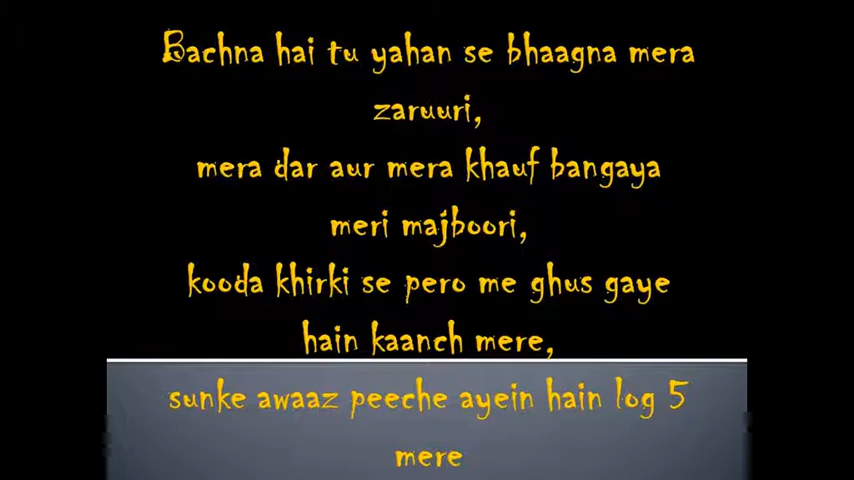 Bachna hai tu yahan se bhaagna mera
zaruuri,
mera dar aur mera khauf bangaya
meri majboori,
kooda khirki se pero me ghus gaye
hain kaanch mere,
sunke awaaz peeche ayein hain log 5
mere